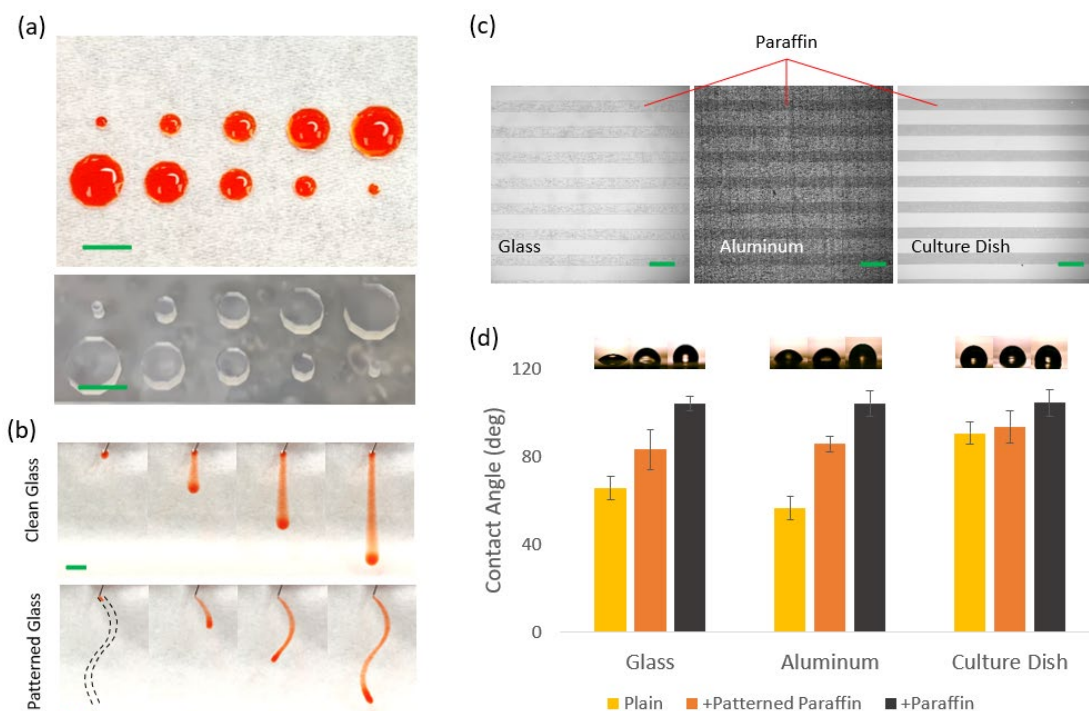 (a)
(b)
Clean Glass
Patterned Glass
(c)
Paraffin
Glass
Aluminum
Culture Dish
(d)
Contact Angle (deg)
120
80
40
0
Glass
Aluminum
Culture Dish
Plain
+Patterned Paraffin
+Paraffin